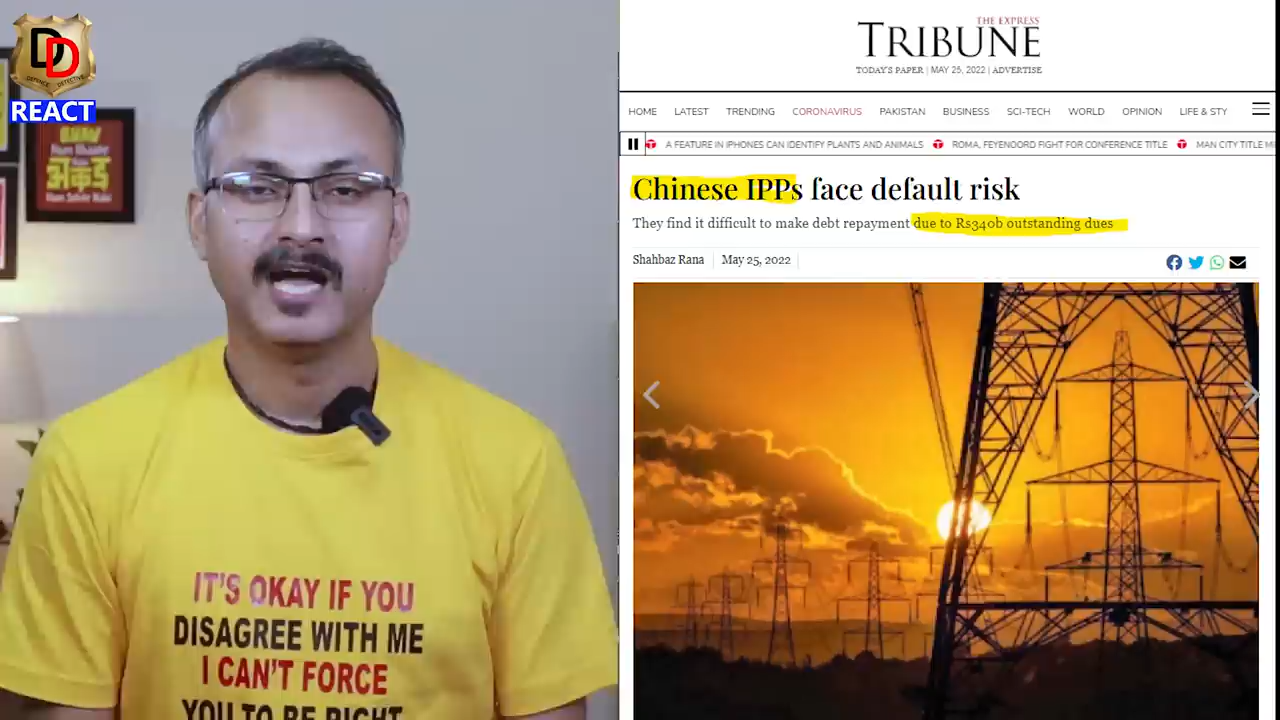 DD
DEFENCE DETECTIVE
REACT
IT'S OKAY IF YOU
DISAGREE WITH ME
I CAN'T FORCE
YOU TO BE RIGHT
THE EXPRESS
TRIBUNE
TODAY'S PAPER | MAY 25, 2022 | ADVERTISE
HOME LATEST TRENDING CORONAVIRUS PAKISTAN BUSINESS SCI-TECH WORLD OPINION LIFE & STY
A FEATURE IN IPHONES CAN IDENTIFY PLANTS AND ANIMALS ROMA, FEYENOORD FIGHT FOR CONFERENCE TITLE MAN CITY TITLE
Chinese IPPs face default risk
They find it difficult to make debt repayment due to Rs340b outstanding dues
Shahbaz Rana May 25, 2022